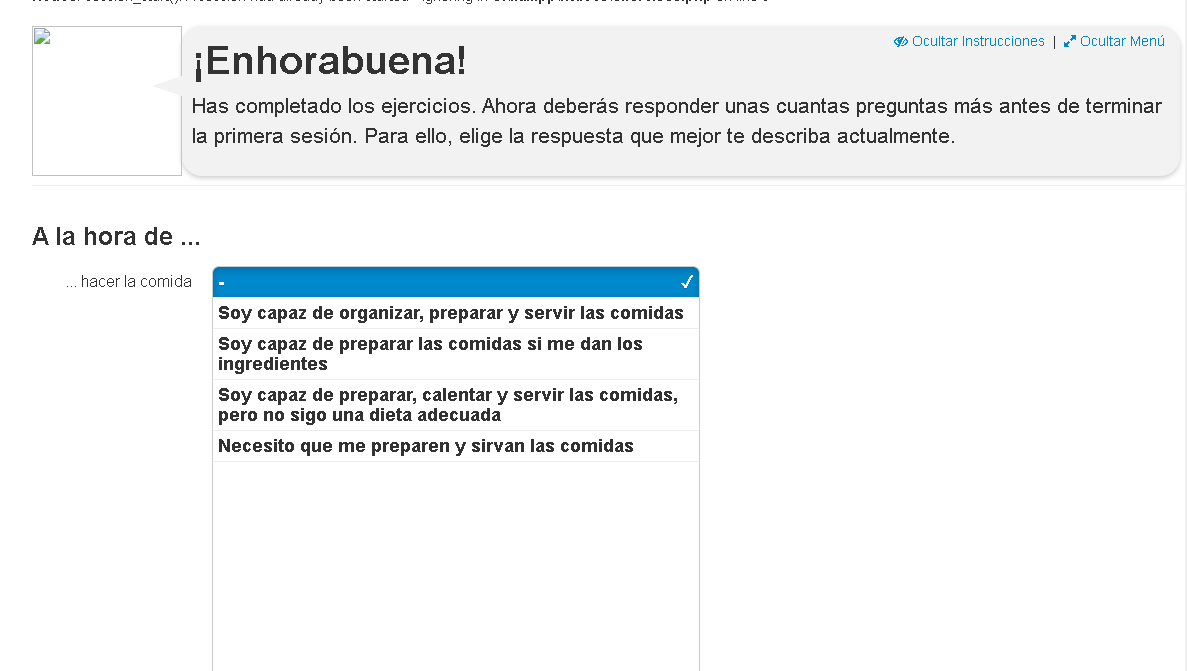 Ocultar Instrucciones | Ocultar Menú
¡Enhorabuena!
Has completado los ejercicios. Ahora deberás responder unas cuantas preguntas más antes de terminar
la primera sesión. Para ello, elige la respuesta que mejor te describa actualmente.
A la hora de ...
... hacer la comida
-
Soy capaz de organizar, preparar y servir las comidas
Soy capaz de preparar las comidas si me dan los
ingredientes
Soy capaz de preparar, calentar y servir las comidas,
pero no sigo una dieta adecuada
Necesito que me preparen y sirvan las comidas